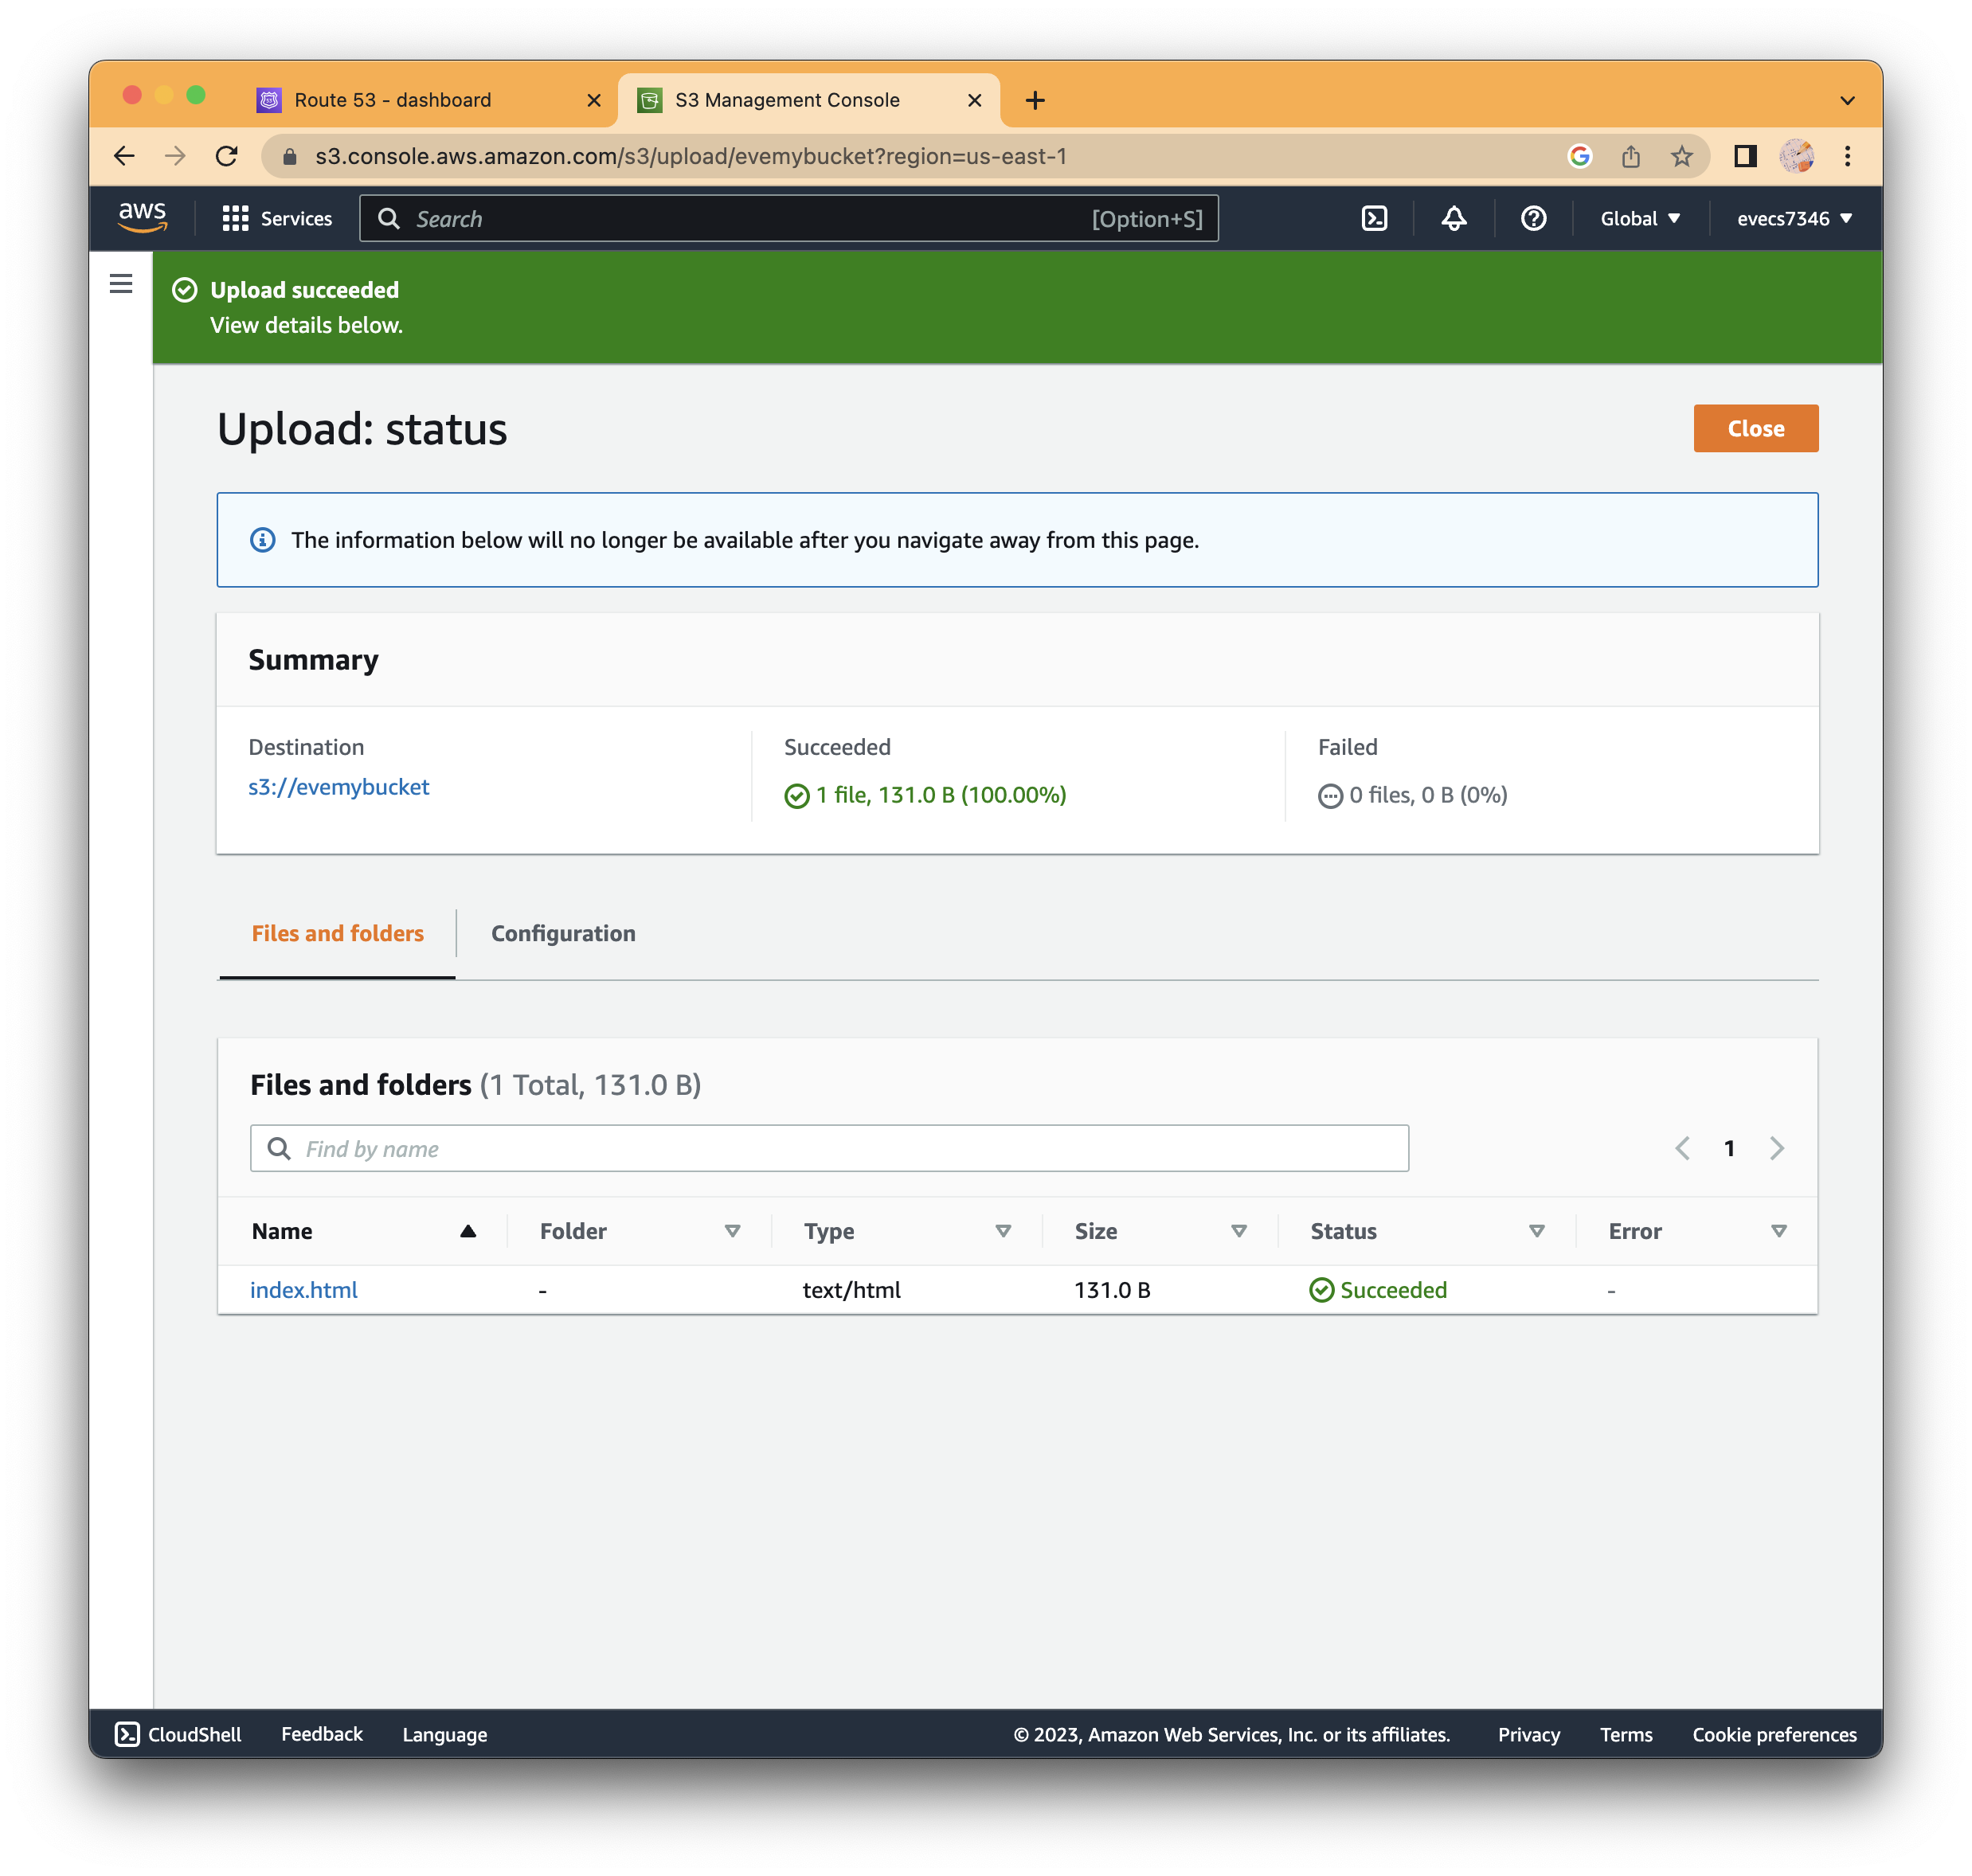 Route 53 - dashboard
S3 Management Console
s3.console.aws.amazon.com/s3/upload/evemybucket?region=us-east-1
aws
Services
Search
[Option+S]
Global
evecs7346
Upload succeeded
View details below.
Upload: status
Close
The information below will no longer be available after you navigate away from this page.
Summary
Destination
s3://evemybucket
Succeeded
1 file, 131.0 B (100.00%)
Failed
0 files, 0 B (0%)
Files and folders
Configuration
Files and folders (1 Total, 131.0 B)
Find by name
1
Name Folder Type Size Status Error
index.html - text/html 131.0 B Succeeded -
CloudShell Feedback Language © 2023, Amazon Web Services, Inc. or its affiliates. Privacy Terms Cookie preferences